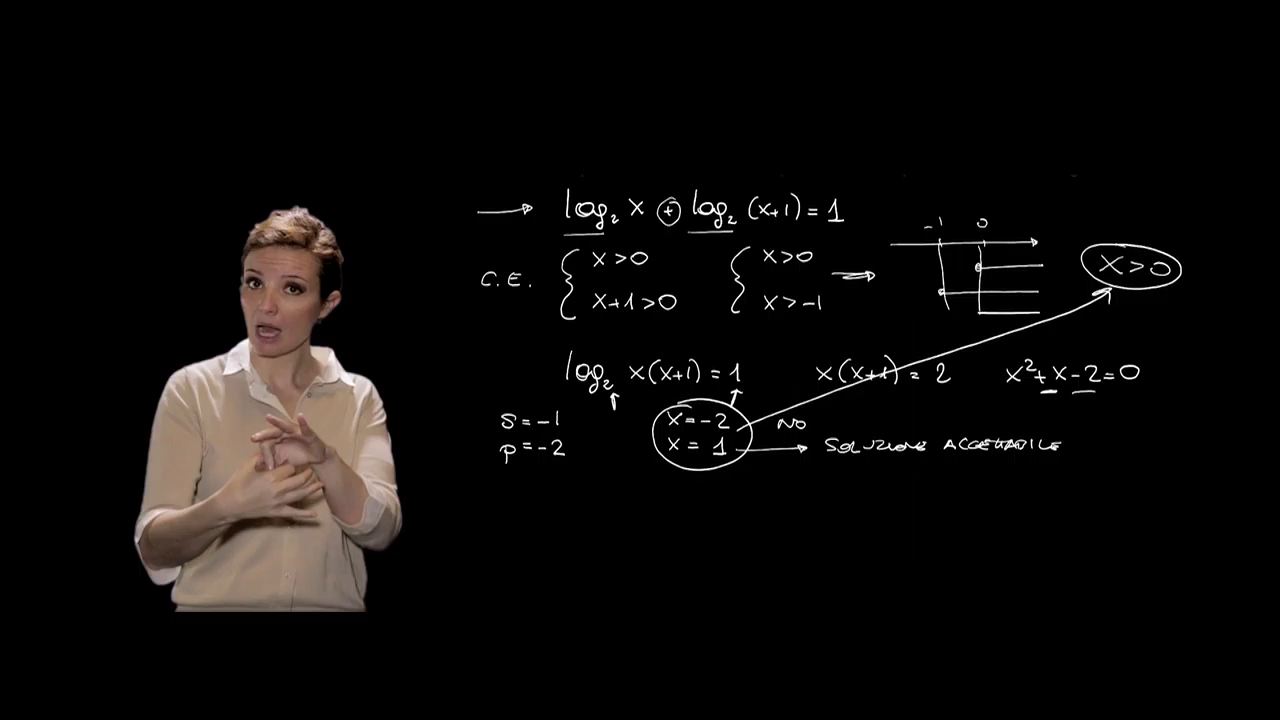 → log₂ x + log₂ (x+1) = 1
-1 0
C.E. { x>0 { x>0 → x>0
x+1>0 x>-1
log₂ x(x+1) = 1 x(x+1) = 2 x²+x-2=0
s=-1 x=-2 NO
p=-2 x=1 → SOLUZIONE ACCETTABILE